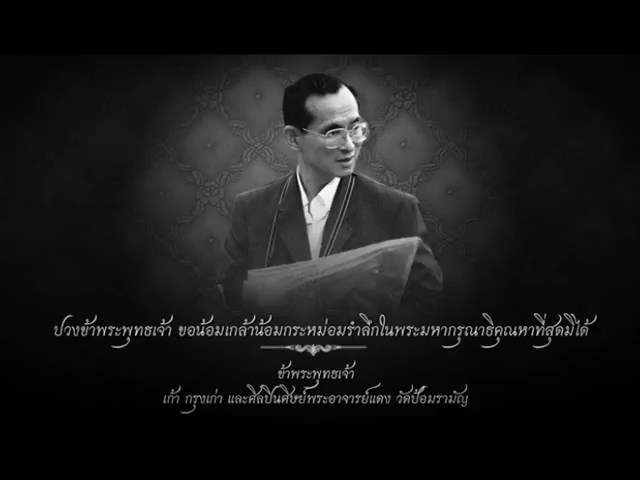 ปวงข้าพระพุทธเจ้า ขอน้อมเกล้าน้อมกระหม่อมรำลึกในพระมหากรุณาธิคุณหาที่สุดมิได้
ข้าพระพุทธเจ้า
เก้า กรุงเก่า และศิลปินศิษย์พระอาจารย์แดง วัดป้อมรามัญ